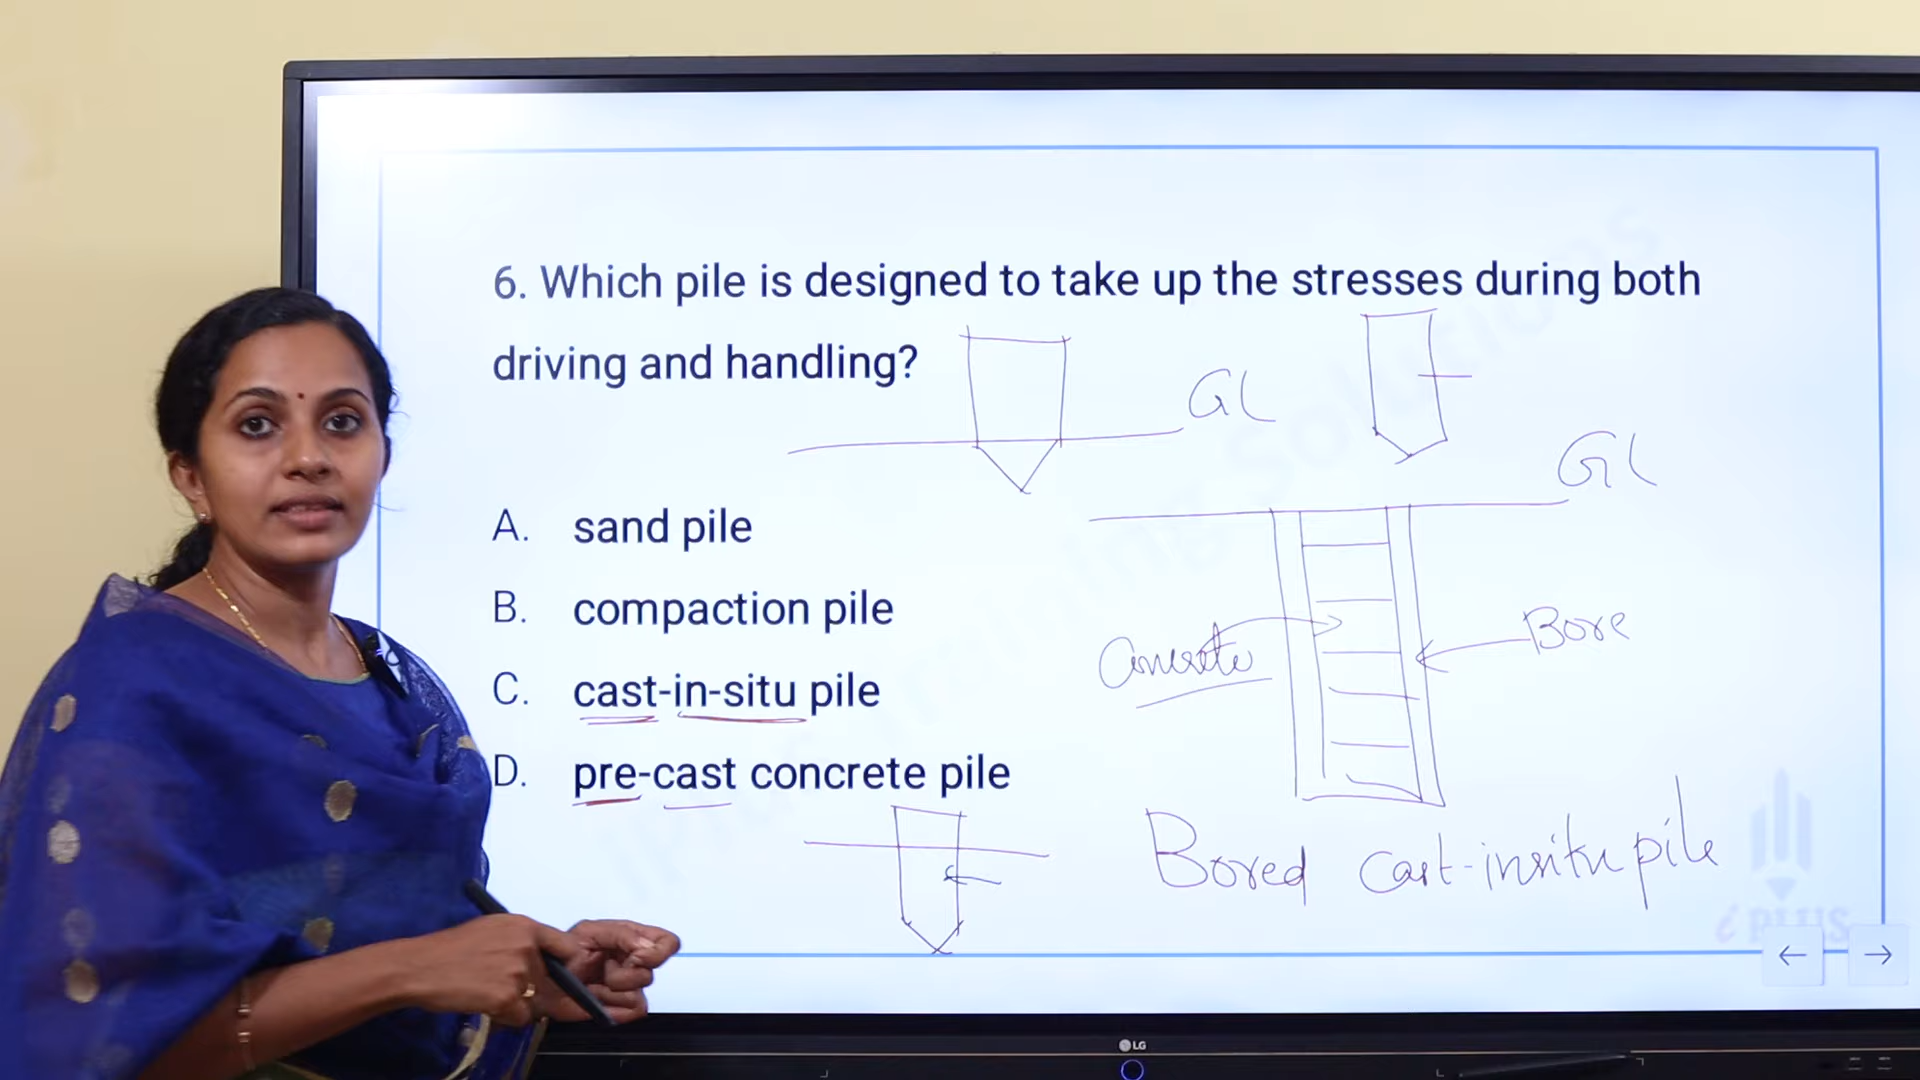 6. Which pile is designed to take up the stresses during both
driving and handling?
GL
GL
A. sand pile
B. compaction pile
C. cast-in-situ pile
D. pre-cast concrete pile
Concrete
Bore
Bored cast-insitu pile
i PLUS
LG